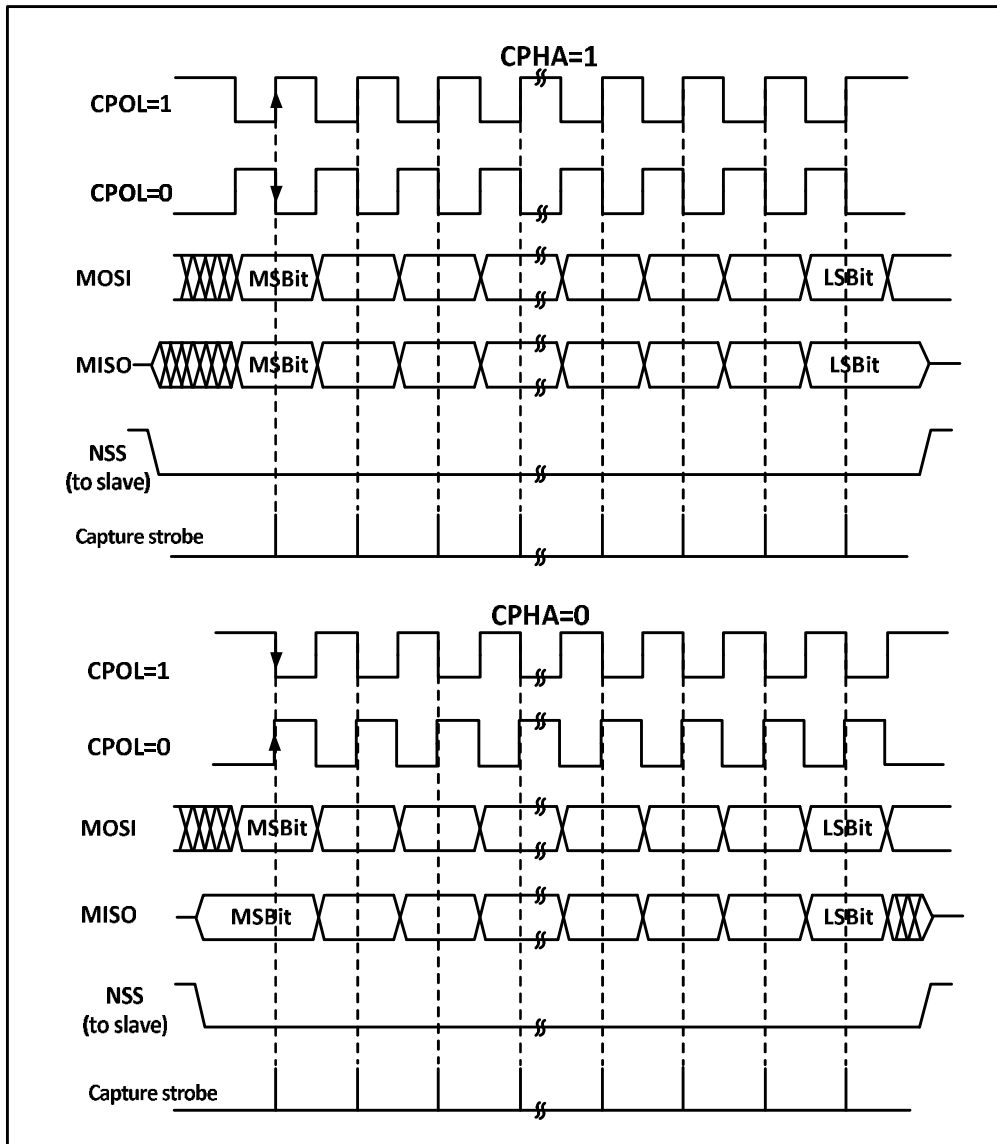 CPHA=1
CPOL=1
CPOL=0
MOSI
MSBit
LSBit
MISO
MSBit
LSBit
NSS
(to slave)
Capture strobe
CPHA=0
CPOL=1
CPOL=0
MOSI
MSBit
LSBit
MISO
MSBit
LSBit
NSS
(to slave)
Capture strobe